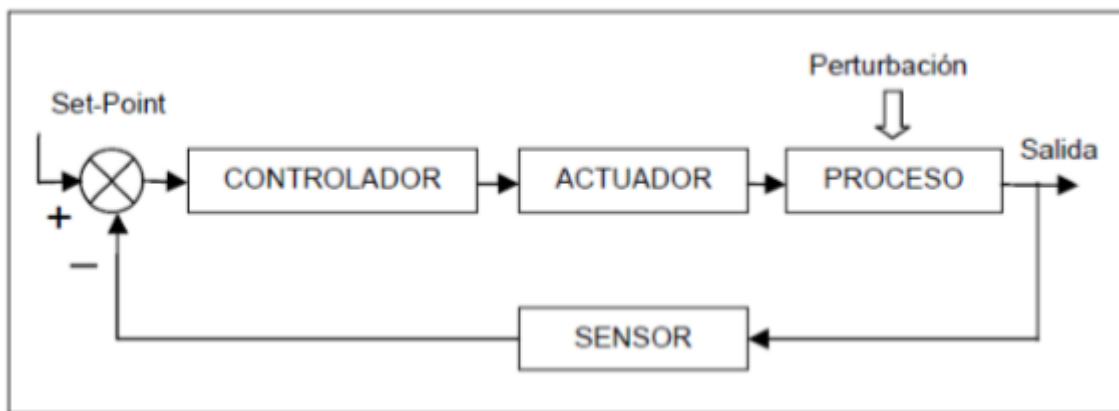 Perturbación
Set-Point
Salida
CONTROLADOR
ACTUADOR
PROCESO
+
−
SENSOR